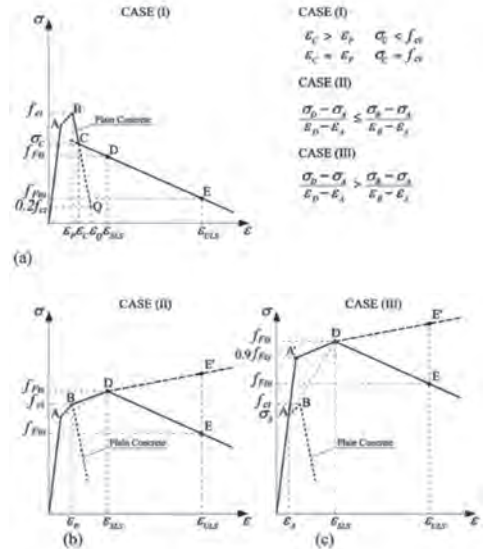 σ CASE (I)
f_ct
σ_C
f_Fts
f_Ftu
0.2f_ct
A B C D E Q
Plain Concrete
ε_P ε_C ε_Q ε_SLS ε_ULS ε
(a)
CASE (I)
ε_C > ε_P σ_C < f_ct
ε_C = ε_P σ_C = f_ct
CASE (II)
(σ_D − σ_A)/(ε_D − ε_A) ≤ (σ_B − σ_A)/(ε_B − ε_A)
CASE (III)
(σ_D − σ_A)/(ε_D − ε_A) > (σ_B − σ_A)/(ε_B − ε_A)
σ CASE (II)
f_Fts
f_ct
f_Ftu
A B D E' E
Plain Concrete
ε_B ε_SLS ε_ULS ε
(b)
σ CASE (III)
f_Fts
0.9f_Fts
f_Ftu
f_ct
σ_A
A' A B D E' E
Plain Concrete
ε_A ε_SLS ε_ULS ε
(c)